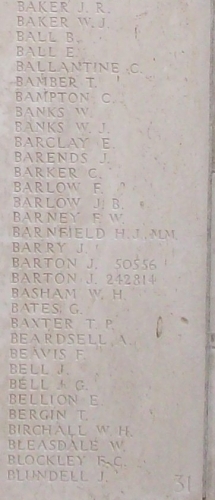 BAKER J. R.
BAKER W. J.
BALL B.
BALL E.
BALLANTINE C.
BAMBER T.
BAMPTON C.
BANKS W.
BANKS W. J.
BARCLAY E.
BARENDS J.
BARKER C.
BARLOW F.
BARLOW J. B.
BARNEY F. W.
BARNFIELD H. J., M.M.
BARRY J.
BARTON J. 50556
BARTON J. 242814
BASHAM W. H.
BATES G.
BAXTER T. P.
BEARDSELL A.
BEAVIS F.
BELL J.
BELL J. G.
BELLION E.
BERGIN T.
BIRCHALL W. H.
BLEASDALE W.
BLOCKLEY F. C.
BLUNDELL J.
31